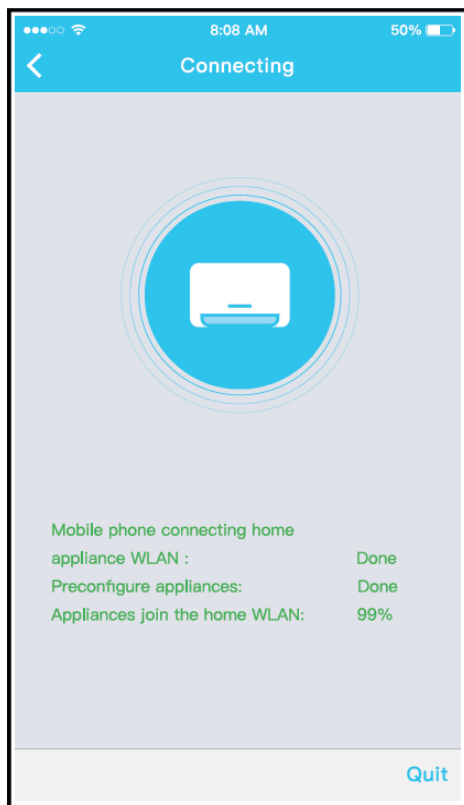 8:08 AM
50%
Connecting
Mobile phone connecting home
appliance WLAN : Done
Preconfigure appliances: Done
Appliances join the home WLAN: 99%
Quit